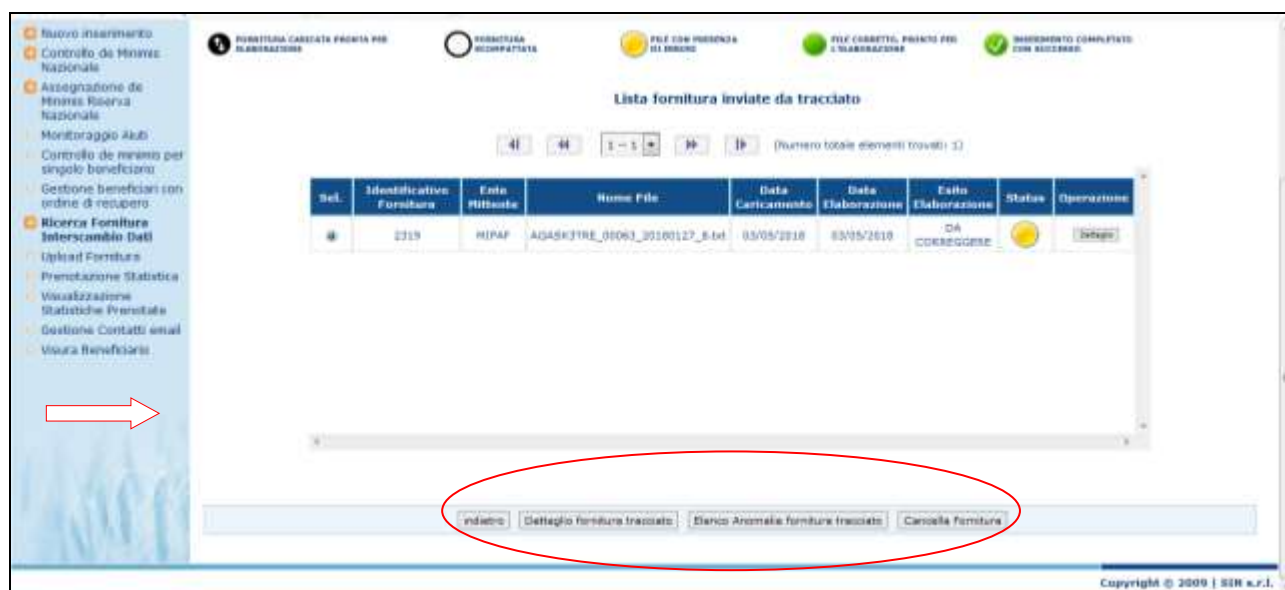 Nuovo inserimento
Controllo de Minimis
Nazionale
Assegnazione de
Minimis Riserva
Nazionale
Monitoraggio Aiuti
Controllo de minimis per
singolo beneficiario
Gestione beneficiari con
ordine di recupero
Ricerca Fornitura
Interscambio Dati
Upload Fornitura
Prenotazione Statistica
Visualizzazione
Statistiche Prenotate
Gestione Contatti email
Visura Beneficiario
FORNITURA CARICATA PRONTA PER
ELABORAZIONE
FORNITURA
SCOMPATTATA
FILE CON PRESENZA
DI ERRORI
FILE CORRETTO, PRONTO PER
L'ELABORAZIONE
INSERIMENTO COMPLETATO
CON SUCCESSO
Lista fornitura inviate da tracciato
1 - 1
(Numero totale elementi trovati: 1)
Sel. Identificativo Fornitura Ente Mittente Nome File Data Caricamento Data Elaborazione Esito Elaborazione Status Operazione
2319 MIPAF 03/05/2018 03/05/2018 DA CORREGGERE Dettaglio
indietro Dettaglio fornitura tracciato Elenco Anomalie fornitura tracciato Cancella Fornitura
Copyright © 2009 | SIN s.r.l.